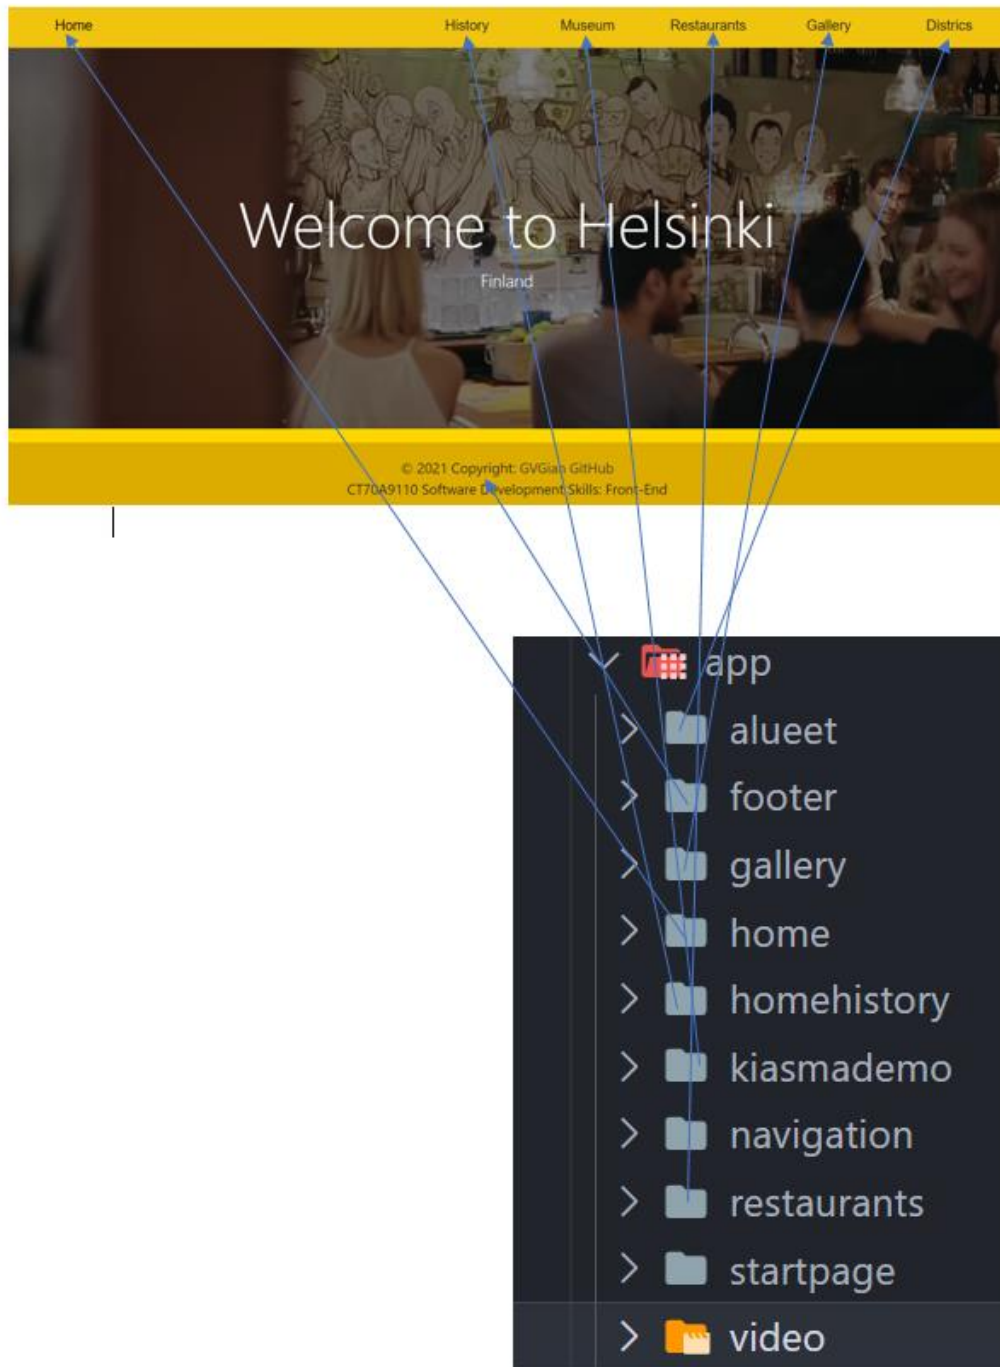 Home History Museum Restaurants Gallery Districs
Welcome to Helsinki
Finland
© 2021 Copyright: GVGian GitHub
CT70A9110 Software Development Skills: Front-End
app
alueet
footer
gallery
home
homehistory
kiasmademo
navigation
restaurants
startpage
video